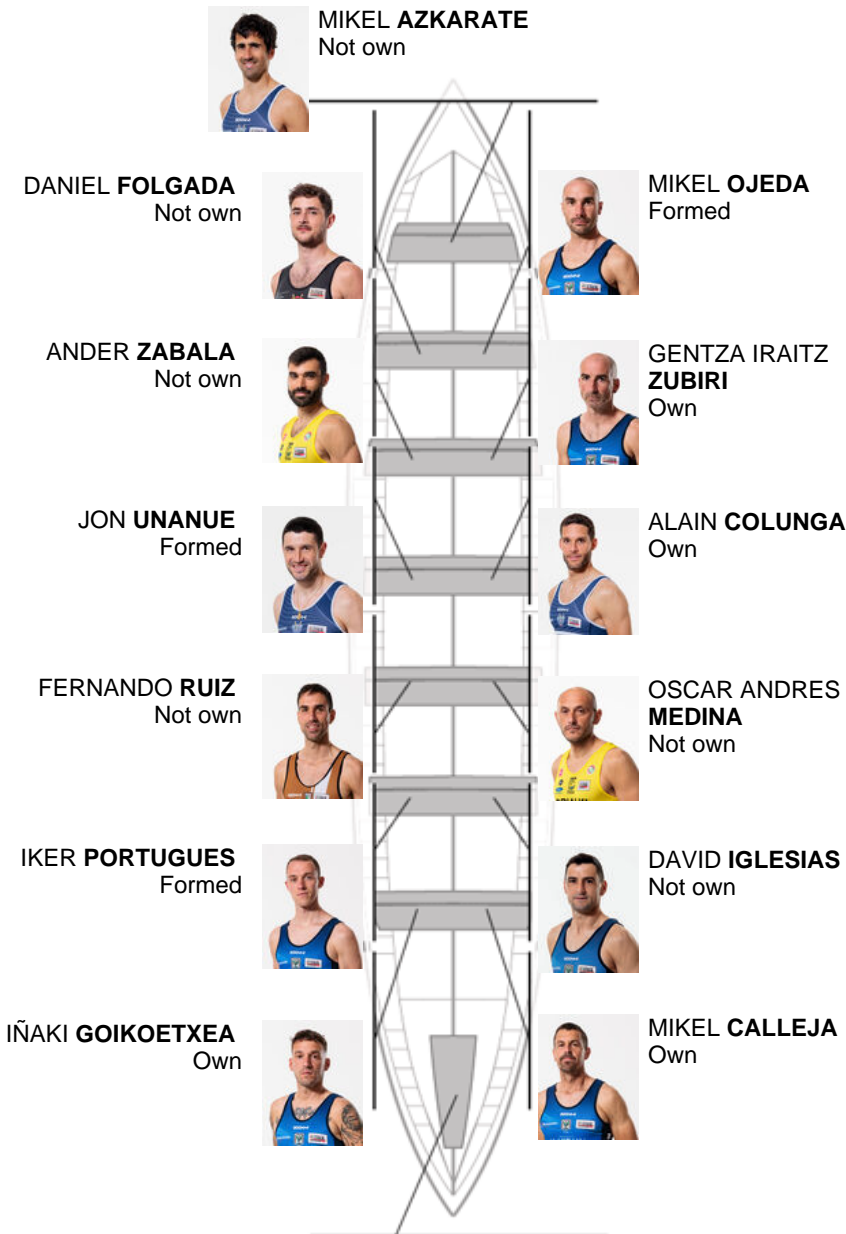 MIKEL AZKARATE
Not own
DANIEL FOLGADA
Not own
MIKEL OJEDA
Formed
ANDER ZABALA
Not own
GENTZA IRAITZ
ZUBIRI
Own
JON UNANUE
Formed
ALAIN COLUNGA
Own
FERNANDO RUIZ
Not own
OSCAR ANDRES
MEDINA
Not own
IKER PORTUGUES
Formed
DAVID IGLESIAS
Not own
IÑAKI GOIKOETXEA
Own
MIKEL CALLEJA
Own